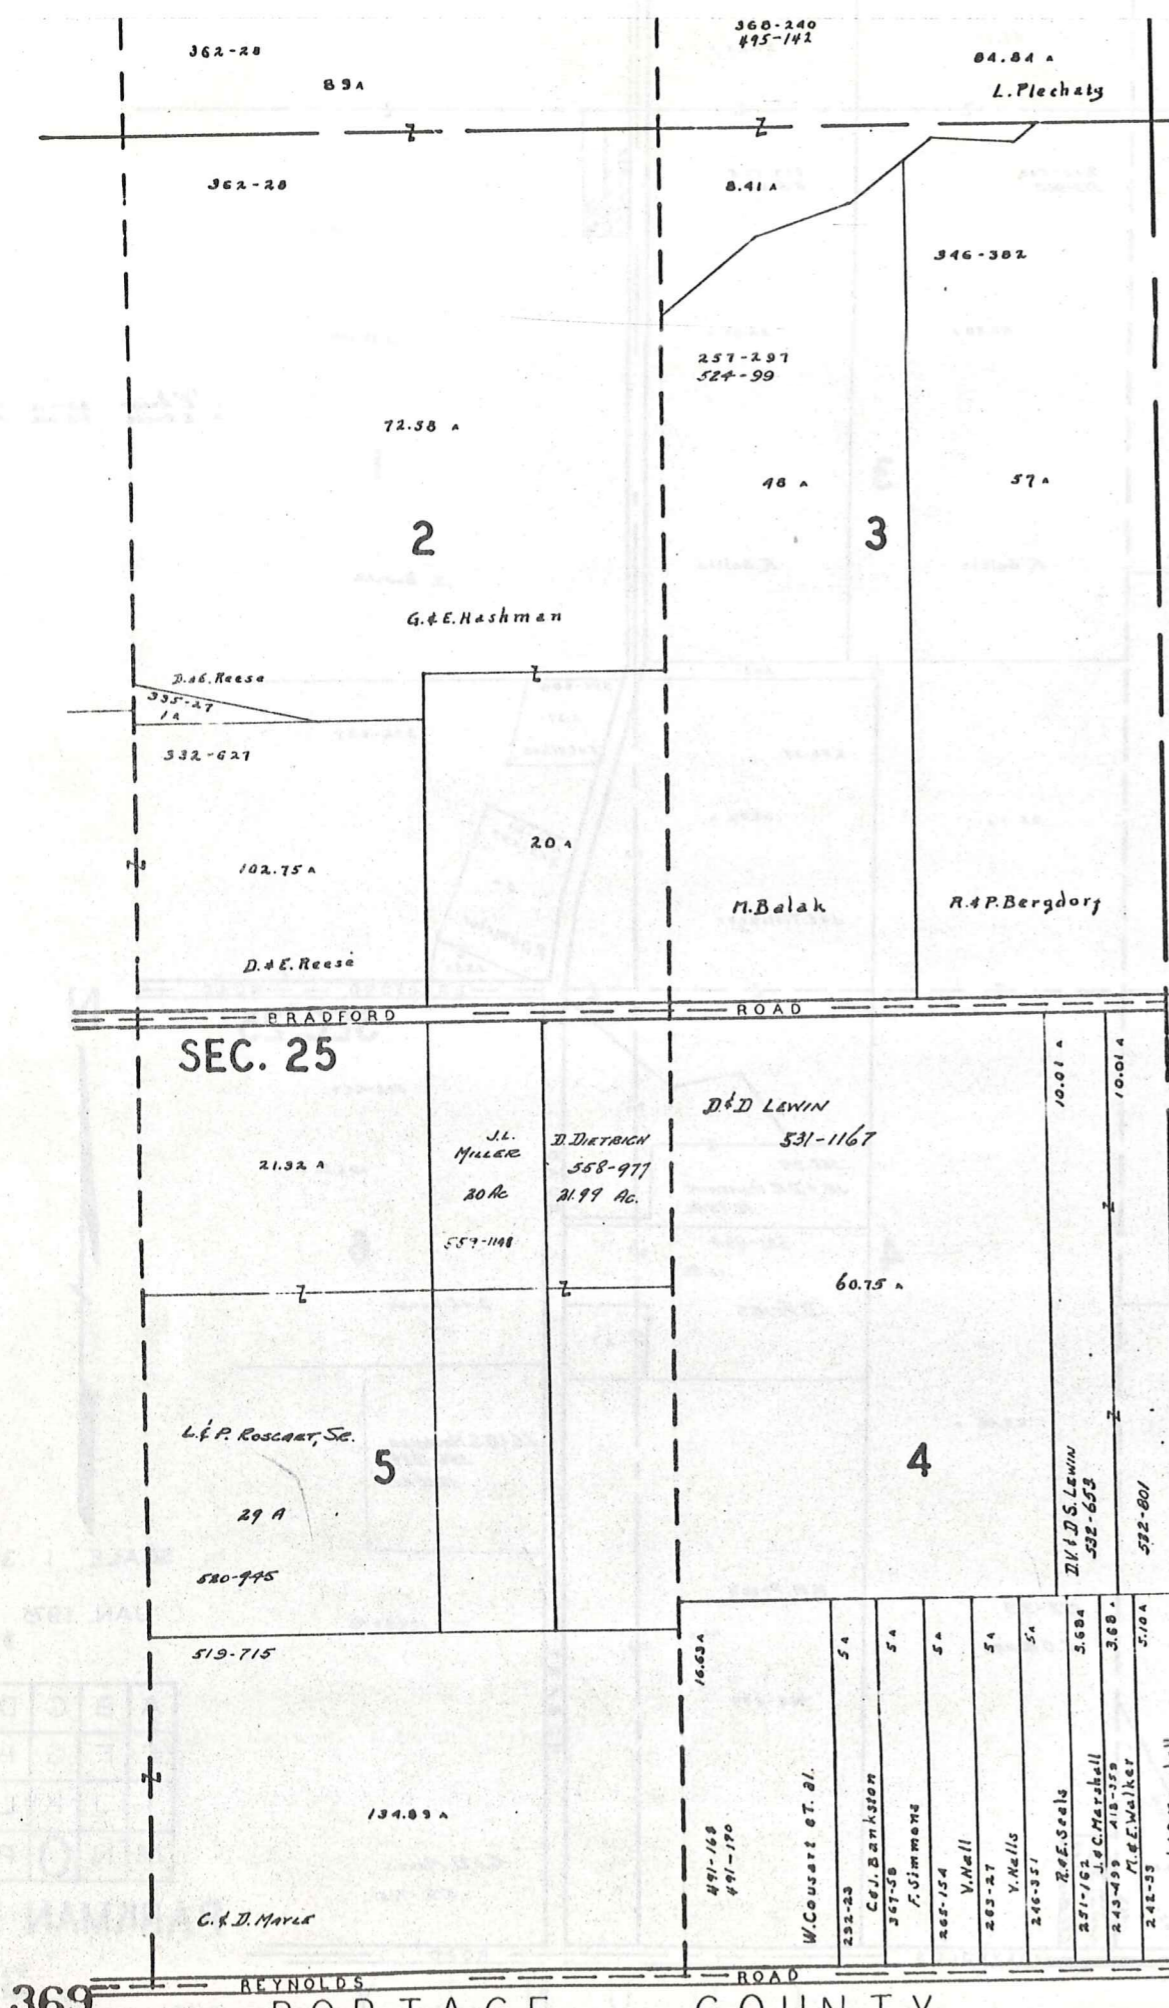 362-28
89 A
368-240
495-142
84.84 A
L. Plechaty
362-28
8.41 A
346-382
257-297
524-99
72.58 A
48 A
57 A
2
3
G. & E. Hashman
D. & E. Reese
335-27
1 A
332-627
20 A
102.75 A
M. Balak
R. & P. Bergdorf
D. & E. Reese
BRADFORD ROAD
SEC. 25
10.01 A
10.01 A
D & D LEWIN
531-1167
J.L.
MILLER
20 Ac
559-1148
D. DIETRICH
558-977
21.99 Ac.
21.32 A
60.75 A
L. & P. ROSCART, SR.
5
4
29 A
520-945
D.V. & D S. LEWIN
532-653
532-801
519-715
134.89 A
C. & D. MAYLE
16.63 A
491-168
491-170
W. Cousart et. al.
5 A
232-23
C & J. Bankston
5 A
367-58
F. Simmons
5 A
265-154
V. Hall
5 A
263-27
Y. Halls
5 A
246-351
R. & E. Seals
3.68 A
251-162
J. & C. Marshall
3.68 A
243-499
M. & E. Walker
5.10 A
242-33
REYNOLDS ROAD
369
PORTAGE COUNTY